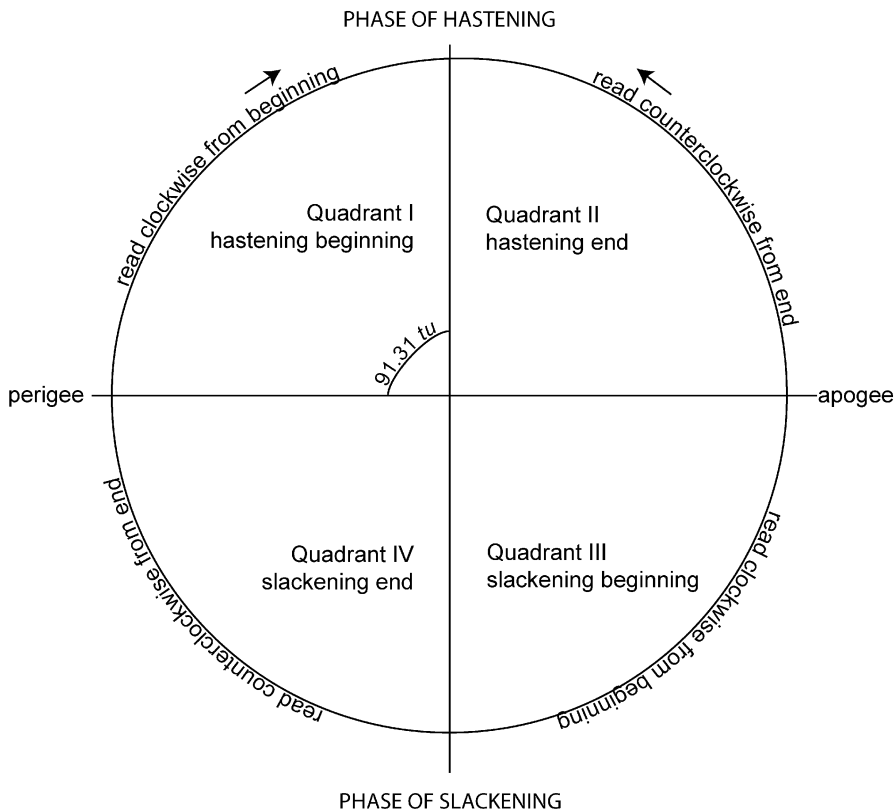 PHASE OF HASTENING
read clockwise from beginning
read counterclockwise from end
Quadrant I
hastening beginning
Quadrant II
hastening end
91.31 tu
perigee
apogee
Quadrant IV
slackening end
Quadrant III
slackening beginning
read counterclockwise from end
read clockwise from beginning
PHASE OF SLACKENING